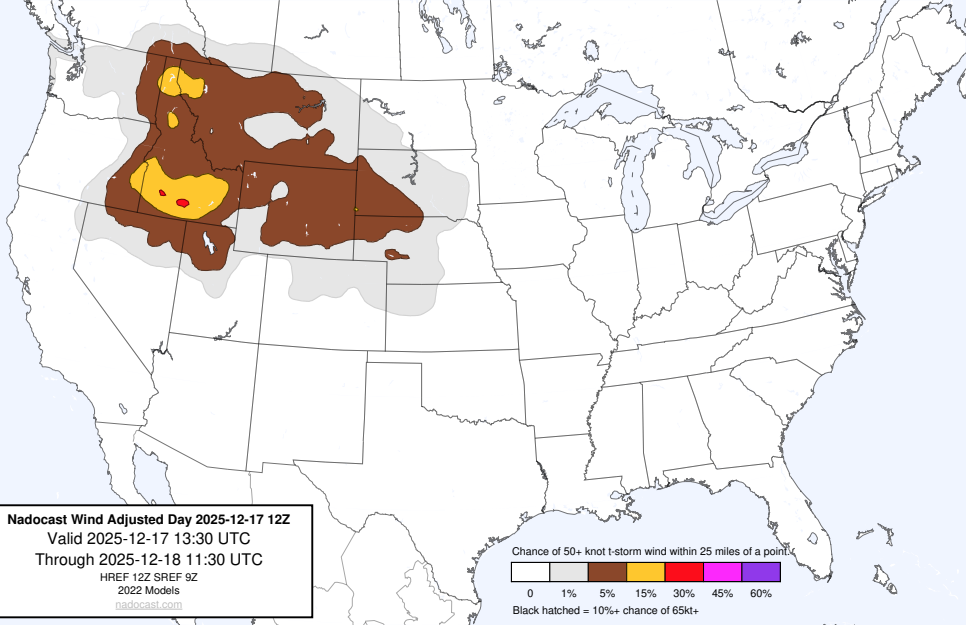 Nadocast Wind Adjusted Day 2025-12-17 12Z
Valid 2025-12-17 13:30 UTC
Through 2025-12-18 11:30 UTC
HREF 12Z SREF 9Z
2022 Models
nadocast.com
Chance of 50+ knot t-storm wind within 25 miles of a point.
0 1% 5% 15% 30% 45% 60%
Black hatched = 10%+ chance of 65kt+